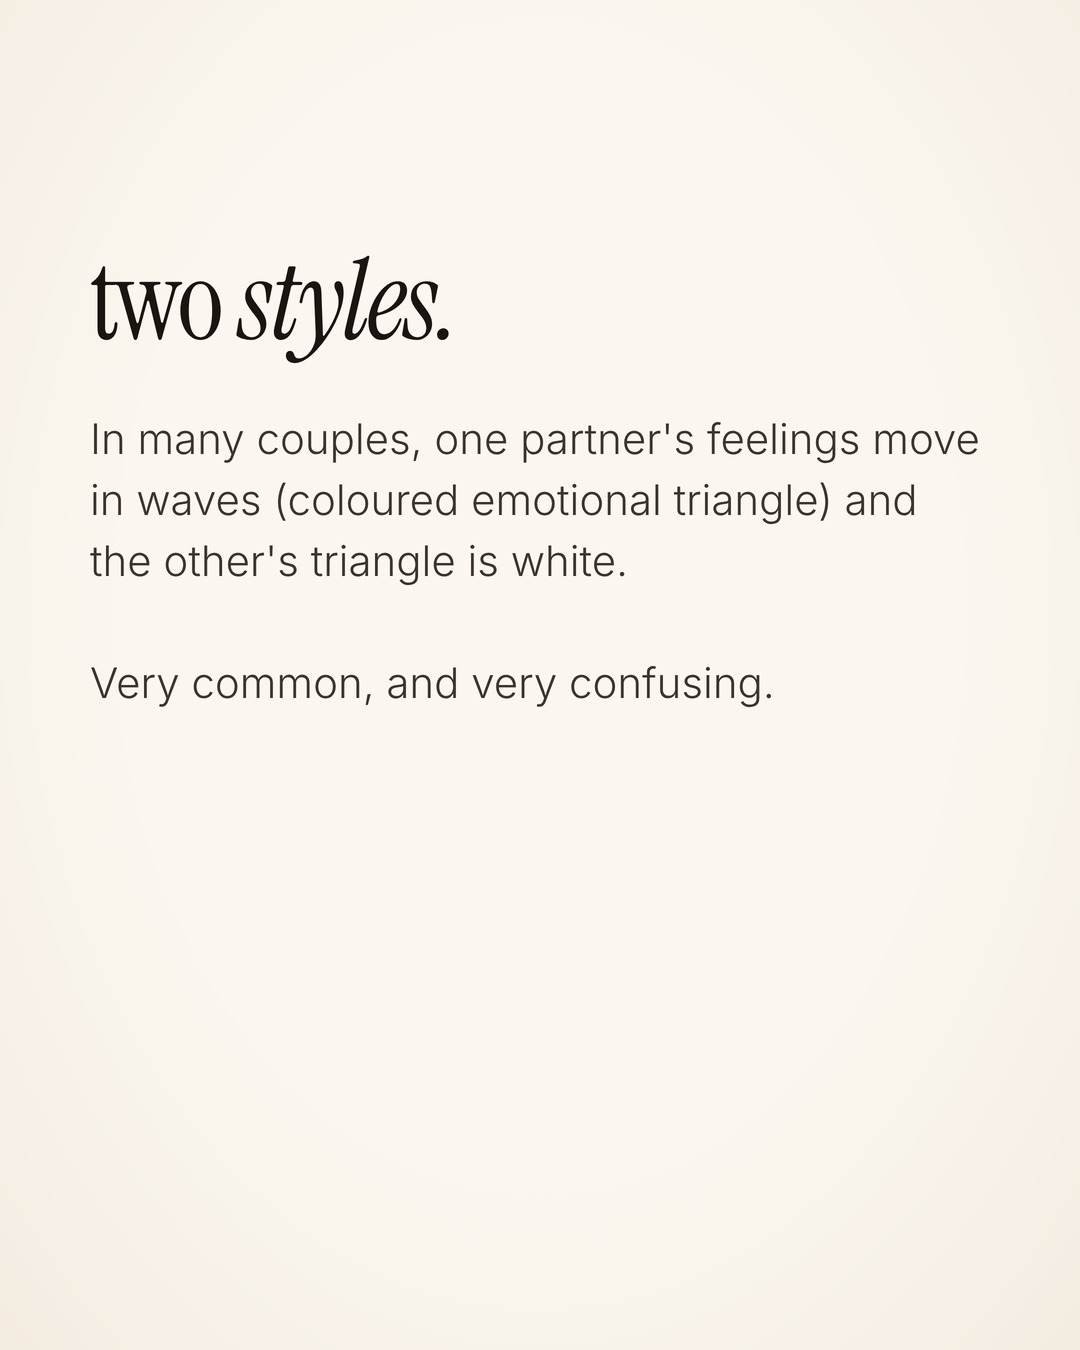 two styles.
In many couples, one partner's feelings move
in waves (coloured emotional triangle) and
the other's triangle is white.
Very common, and very confusing.